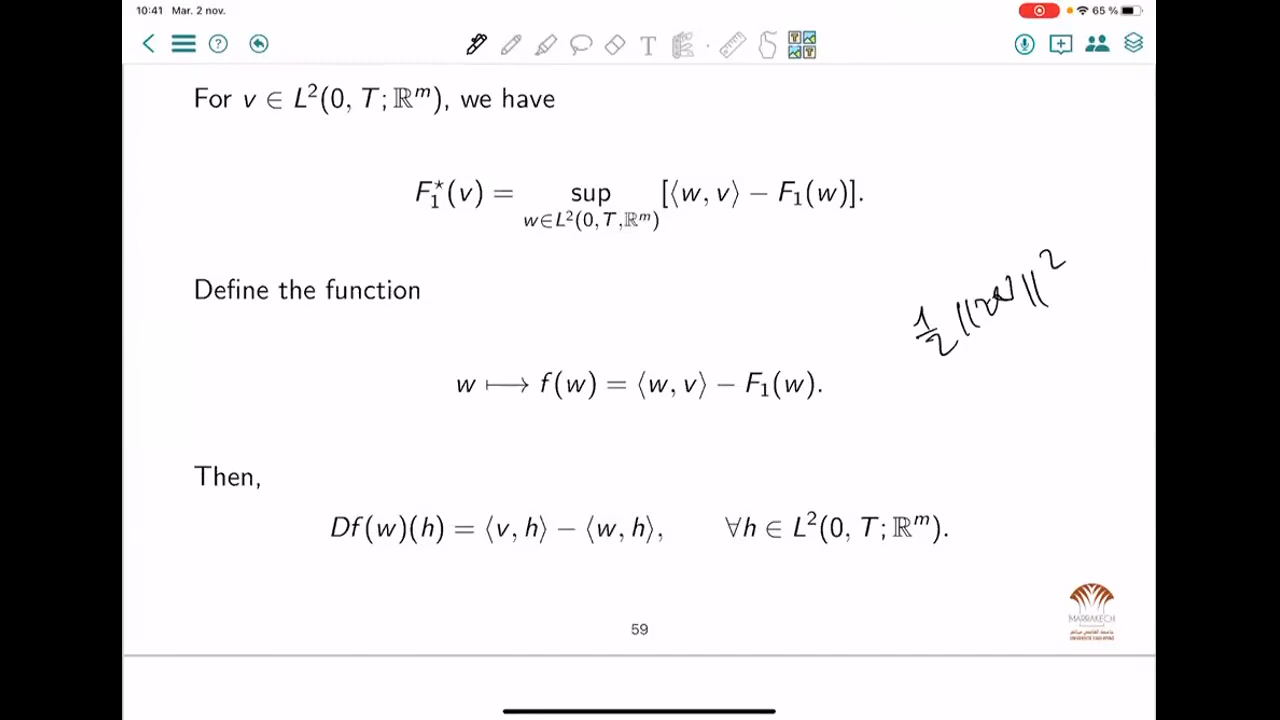 10:41 Mar. 2 nov.
65 %
For v ∈ L²(0, T; ℝᵐ), we have
F₁*(v) = sup [⟨w, v⟩ − F₁(w)].
w∈L²(0,T,ℝᵐ)
Define the function
½ ||w||²
w ⟼ f(w) = ⟨w, v⟩ − F₁(w).
Then,
Df(w)(h) = ⟨v, h⟩ − ⟨w, h⟩, ∀h ∈ L²(0, T; ℝᵐ).
MARRAKECH
59